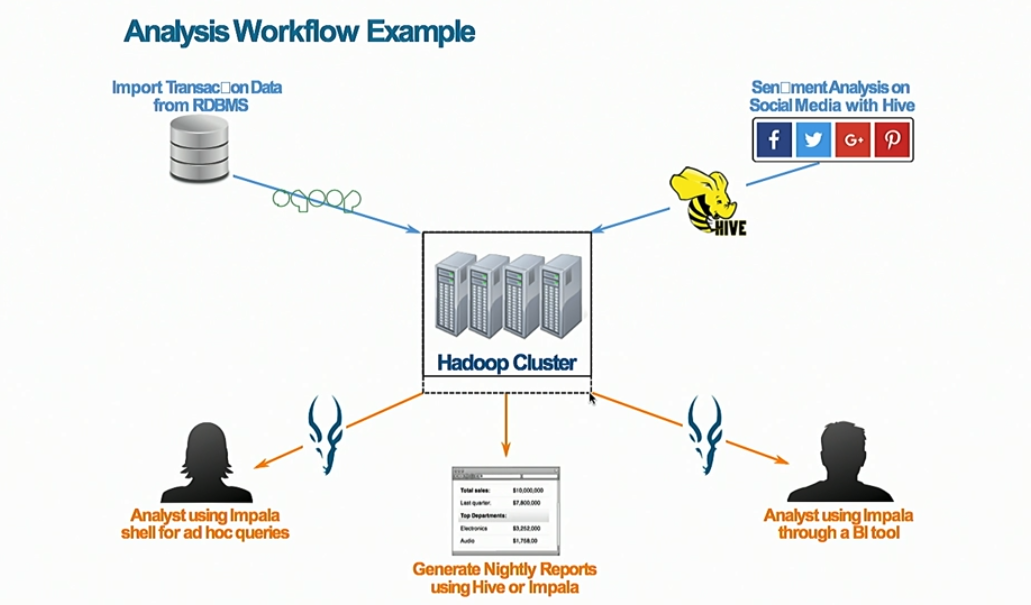 Analysis Workflow Example
Import Transac□on Data
from RDBMS
Sen□ment Analysis on
Social Media with Hive
f
G+
sqoop
HIVE
Hadoop Cluster
Total sales: $10,000,000
Last quarter: $7,800,000
Top Departments:
Electronics $3,252,000
Audio $1,758,00
Analyst using Impala
shell for ad hoc queries
Analyst using Impala
through a BI tool
Generate Nightly Reports
using Hive or Impala